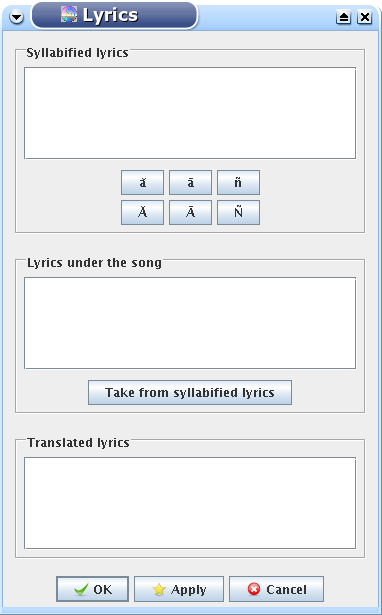 Lyrics
Syllabified lyrics
ă ā ñ
Ă Ā Ñ
Lyrics under the song
Take from syllabified lyrics
Translated lyrics
OK Apply Cancel